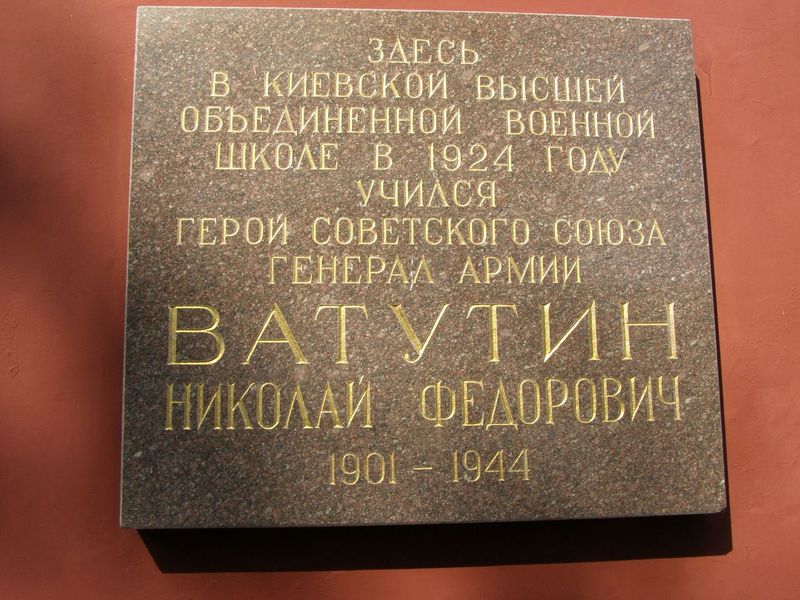 ЗДЕСЬ
В КИЕВСКОЙ ВЫСШЕЙ
ОБЪЕДИНЕННОЙ ВОЕННОЙ
ШКОЛЕ В 1924 ГОДУ
УЧИЛСЯ
ГЕРОЙ СОВЕТСКОГО СОЮЗА
ГЕНЕРАЛ АРМИИ
ВАТУТИН
НИКОЛАЙ ФЕДОРОВИЧ
1901 – 1944